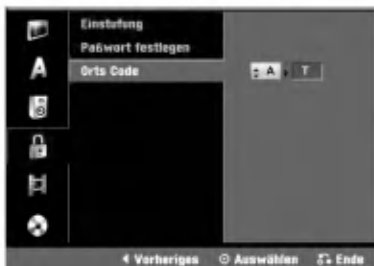 Einstufung
Paßwort festlegen
Orts Code
A T
A
Vorheriges Auswählen Ende